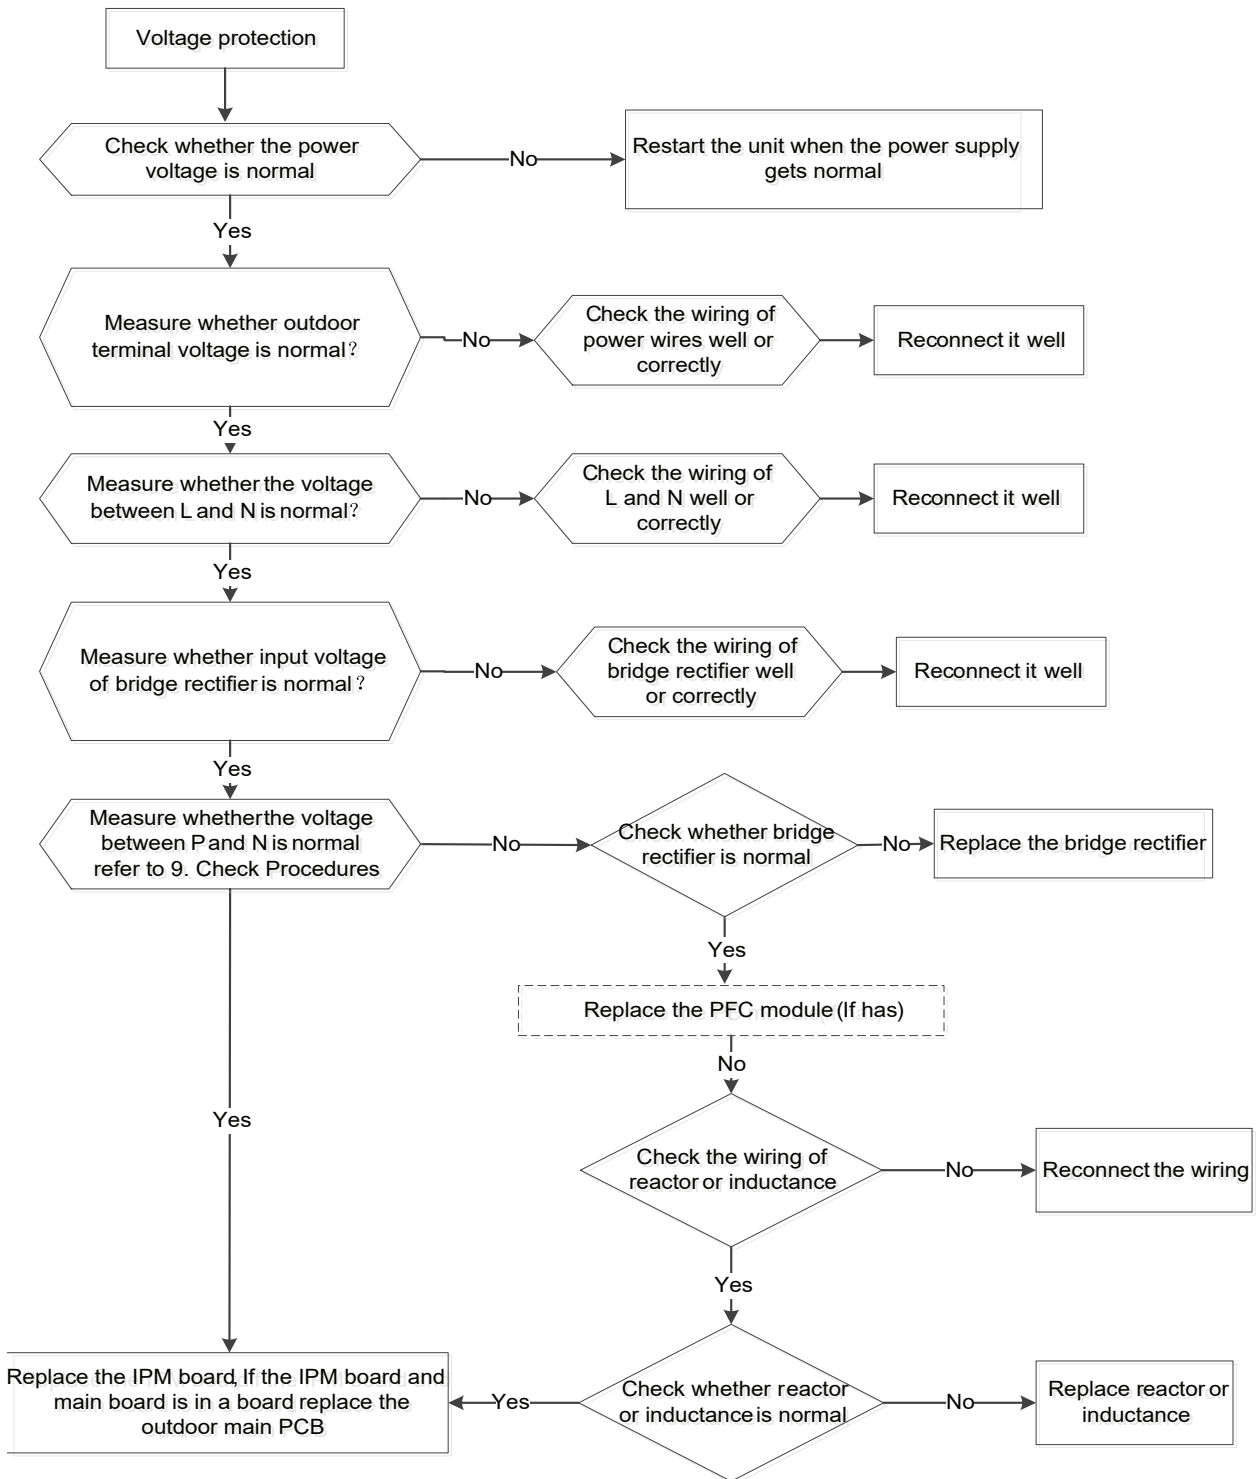 Voltage protection
Check whether the power
voltage is normal
No
Restart the unit when the power supply
gets normal
Yes
Measure whether outdoor
terminal voltage is normal？
No
Check the wiring of
power wires well or
correctly
Reconnect it well
Yes
Measure whether the voltage
between L and N is normal?
No
Check the wiring of
L and N well or
correctly
Reconnect it well
Yes
Measure whether input voltage
of bridge rectifier is normal？
No
Check the wiring of
bridge rectifier well
or correctly
Reconnect it well
Yes
Measure whether the voltage
between P and N is normal
refer to 9. Check Procedures
No
Check whether bridge
rectifier is normal
No
Replace the bridge rectifier
Yes
Replace the PFC module (If has)
No
Yes
Check the wiring of
reactor or inductance
No
Reconnect the wiring
Yes
Replace the IPM board, If the IPM board and
main board is in a board replace the
outdoor main PCB
Yes
Check whether reactor
or inductance is normal
No
Replace reactor or
inductance